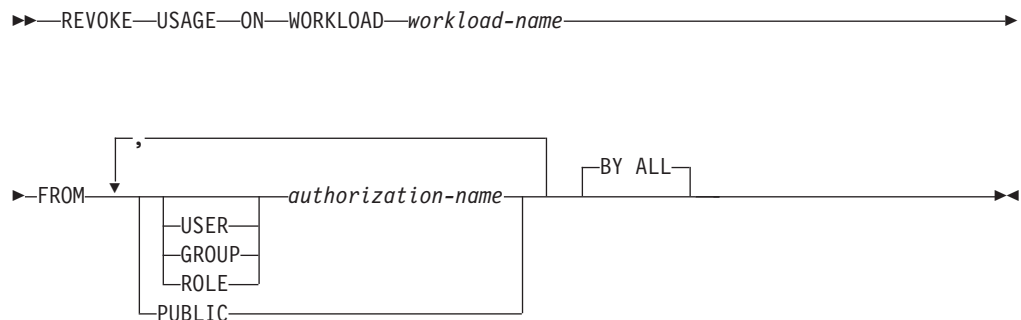 REVOKE USAGE ON WORKLOAD workload-name
,
BY ALL
FROM authorization-name
USER
GROUP
ROLE
PUBLIC